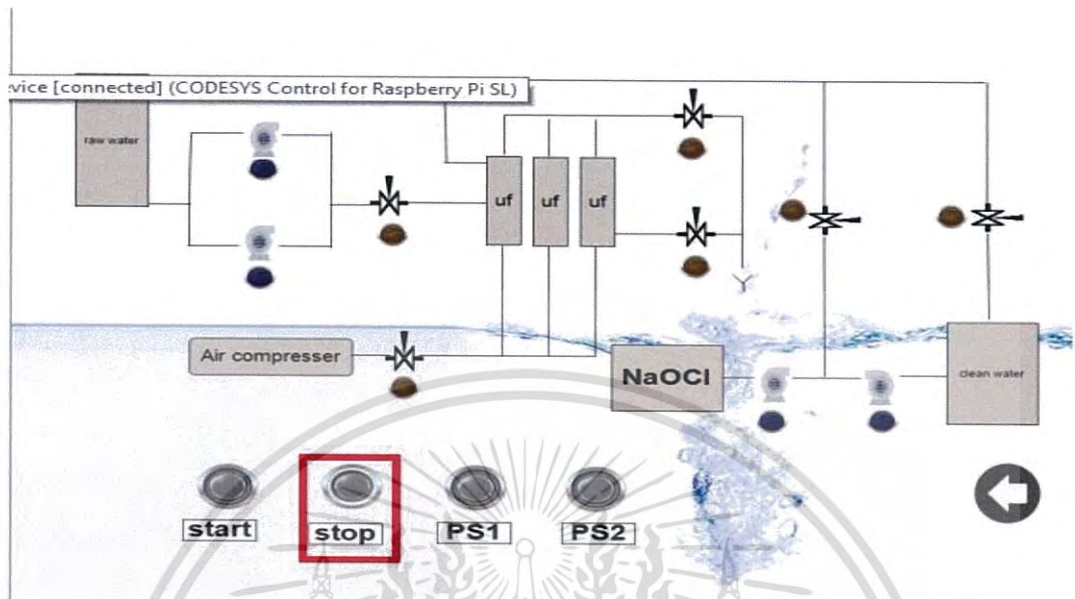 vice [connected] (CODESYS Control for Raspberry Pi SL)
raw water
uf uf uf
Air compresser
NaOCl
clean water
start
stop
PS1
PS2